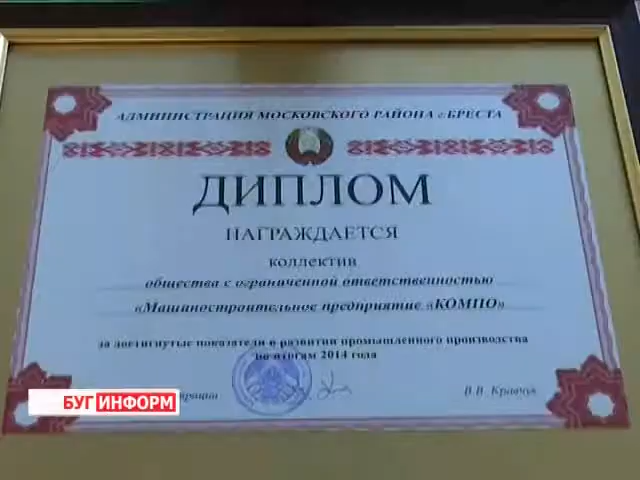 АДМИНИСТРАЦИЯ МОСКОВСКОГО РАЙОНА г.БРЕСТА
ДИПЛОМ
НАГРАЖДАЕТСЯ
коллектив
общества с ограниченной ответственностью
«Машиностроительное предприятие «КОМПО»
за достигнутые показатели в развитии промышленного производства
по итогам 2014 года
В.В. Кравчук
БУГИНФОРМ